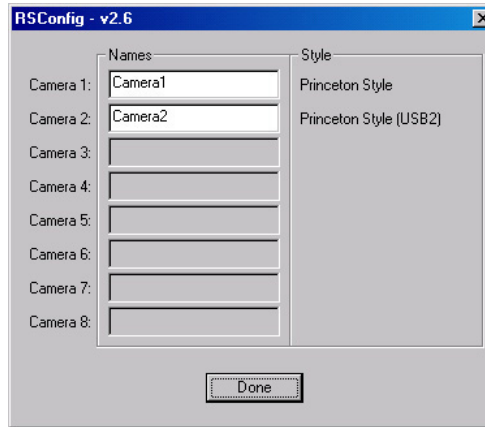 RSConfig - v2.6
Names Style
Camera 1: Camera1 Princeton Style
Camera 2: Camera2 Princeton Style (USB2)
Camera 3:
Camera 4:
Camera 5:
Camera 6:
Camera 7:
Camera 8:
Done